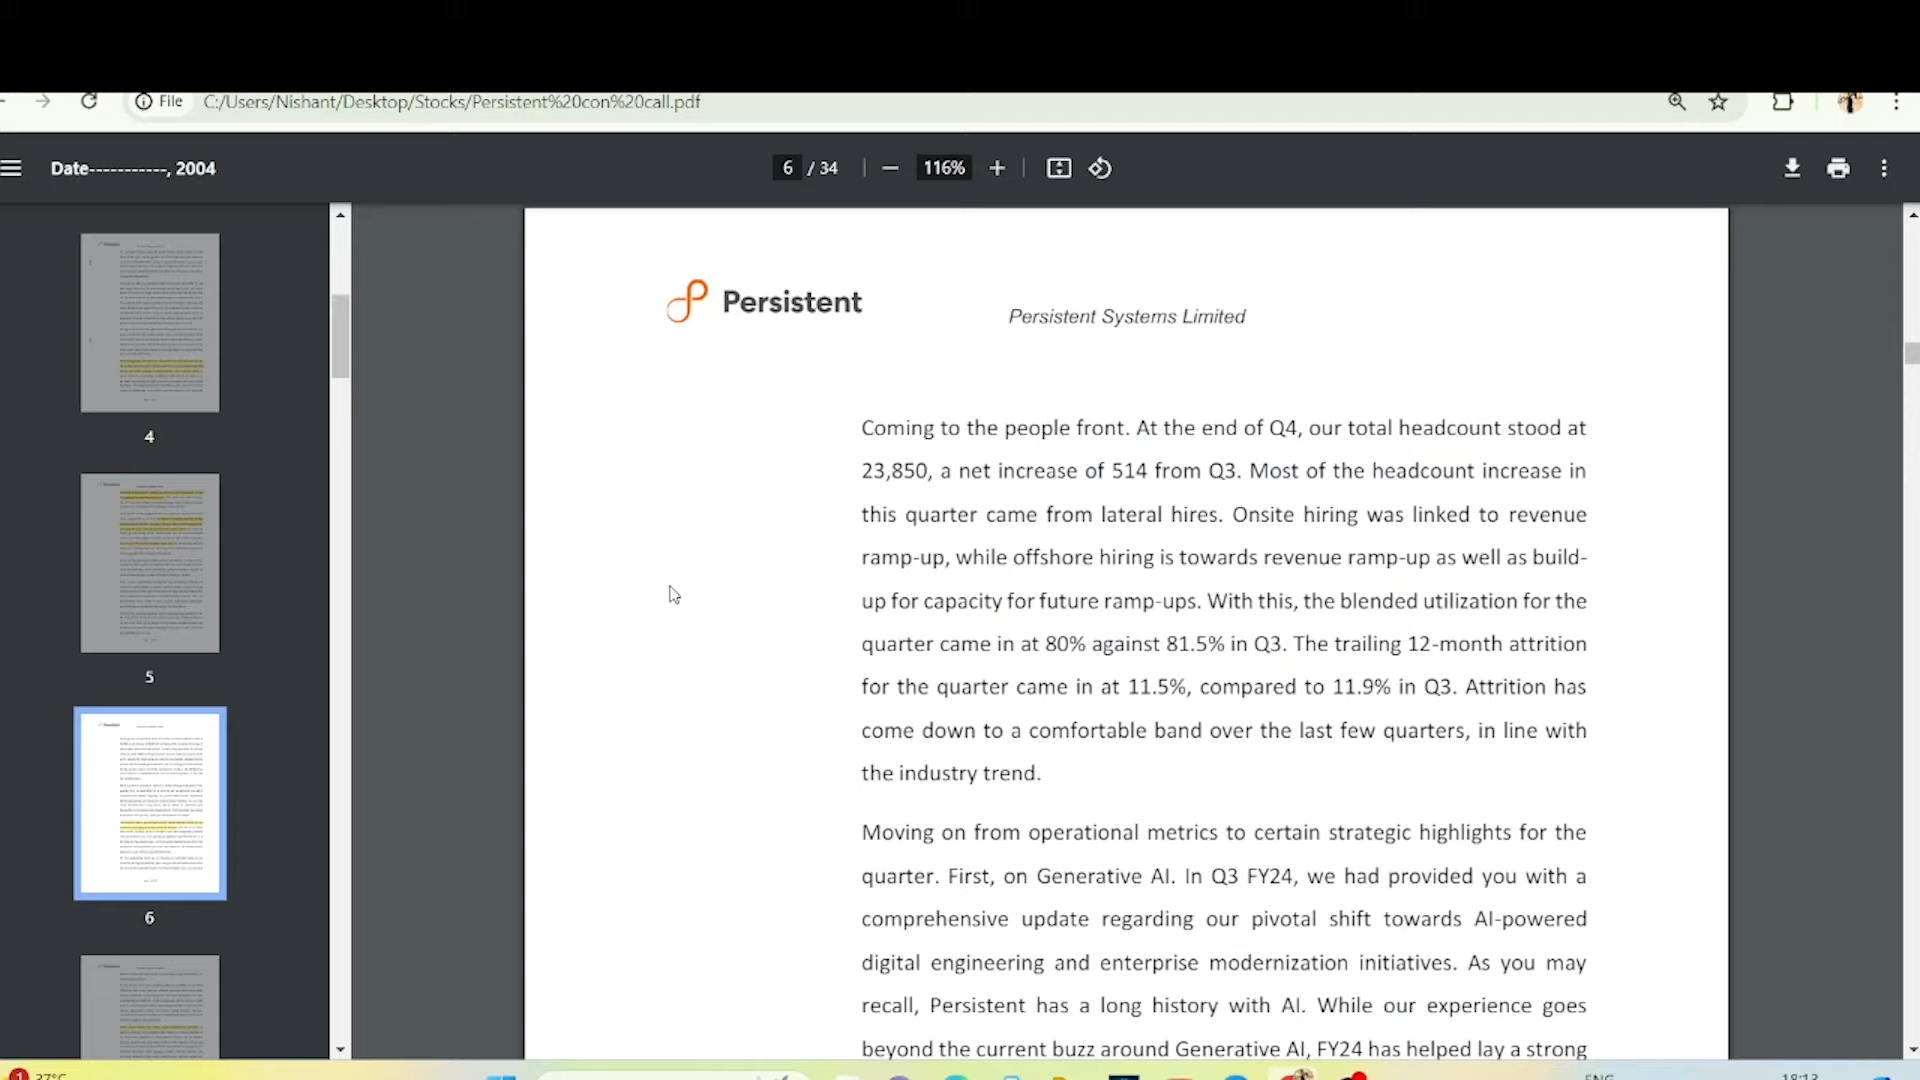 File C:/Users/Nishant/Desktop/Stocks/Persistent%20con%20call.pdf
Date-----------, 2004
6 / 34
116%
4
5
6
Persistent
Persistent Systems Limited
Coming to the people front. At the end of Q4, our total headcount stood at
23,850, a net increase of 514 from Q3. Most of the headcount increase in
this quarter came from lateral hires. Onsite hiring was linked to revenue
ramp-up, while offshore hiring is towards revenue ramp-up as well as build-
up for capacity for future ramp-ups. With this, the blended utilization for the
quarter came in at 80% against 81.5% in Q3. The trailing 12-month attrition
for the quarter came in at 11.5%, compared to 11.9% in Q3. Attrition has
come down to a comfortable band over the last few quarters, in line with
the industry trend.
Moving on from operational metrics to certain strategic highlights for the
quarter. First, on Generative AI. In Q3 FY24, we had provided you with a
comprehensive update regarding our pivotal shift towards AI-powered
digital engineering and enterprise modernization initiatives. As you may
recall, Persistent has a long history with AI. While our experience goes
beyond the current buzz around Generative AI, FY24 has helped lay a strong
1
37°C
ENG
18:13